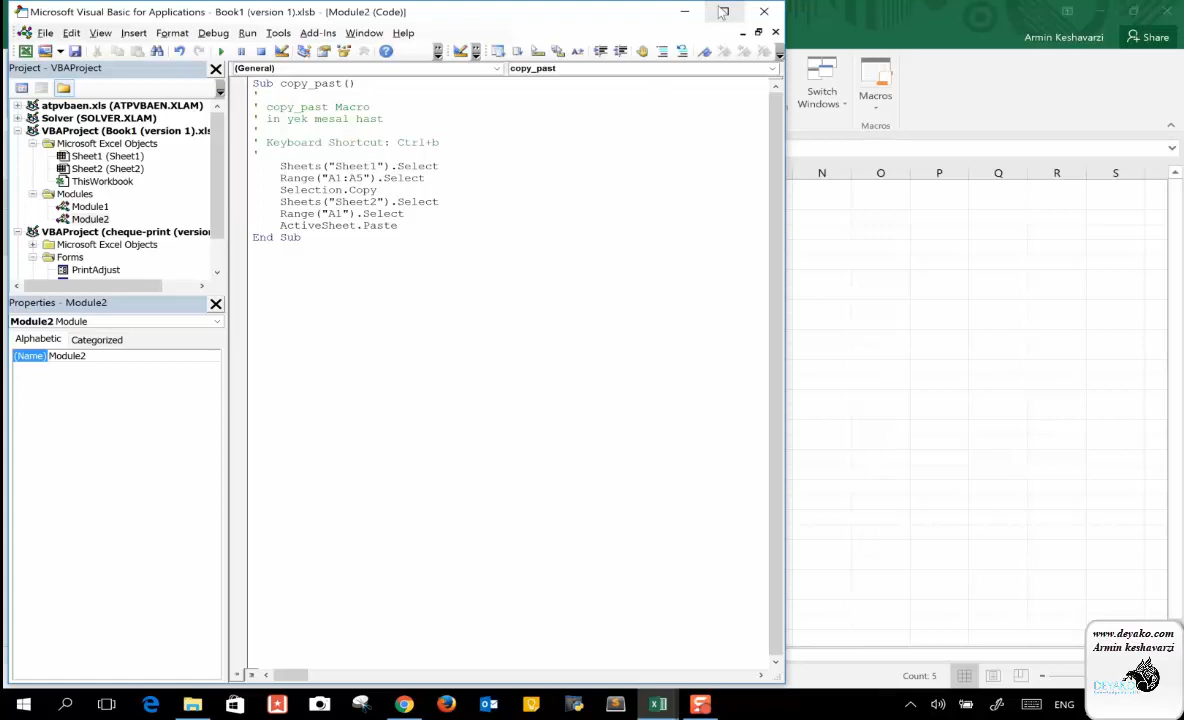 Microsoft Visual Basic for Applications - Book1 (version 1).xlsb - [Module2 (Code)]
Armin Keshavarzi
Share
File Edit View Insert Format Debug Run Tools Add-Ins Window Help
Project - VBAProject
(General)
copy_past
atpvbaen.xls (ATPVBAEN.XLAM)
Solver (SOLVER.XLAM)
VBAProject (Book1 (version 1).xls
Microsoft Excel Objects
Sheet1 (Sheet1)
Sheet2 (Sheet2)
ThisWorkbook
Modules
Module1
Module2
VBAProject (cheque-print (version
Microsoft Excel Objects
Forms
PrintAdjust
Properties - Module2
Module2 Module
Alphabetic Categorized
(Name) Module2
Sub copy_past()
'
' copy_past Macro
' in yek mesal hast
'
' Keyboard Shortcut: Ctrl+b
'
Sheets("Sheet1").Select
Range("A1:A5").Select
Selection.Copy
Sheets("Sheet2").Select
Range("A1").Select
ActiveSheet.Paste
End Sub
Switch
Windows
Macros
Macros
N O P Q R S
Count: 5
www.deyako.com
Armin keshavarzi
DEYAKO
ENG